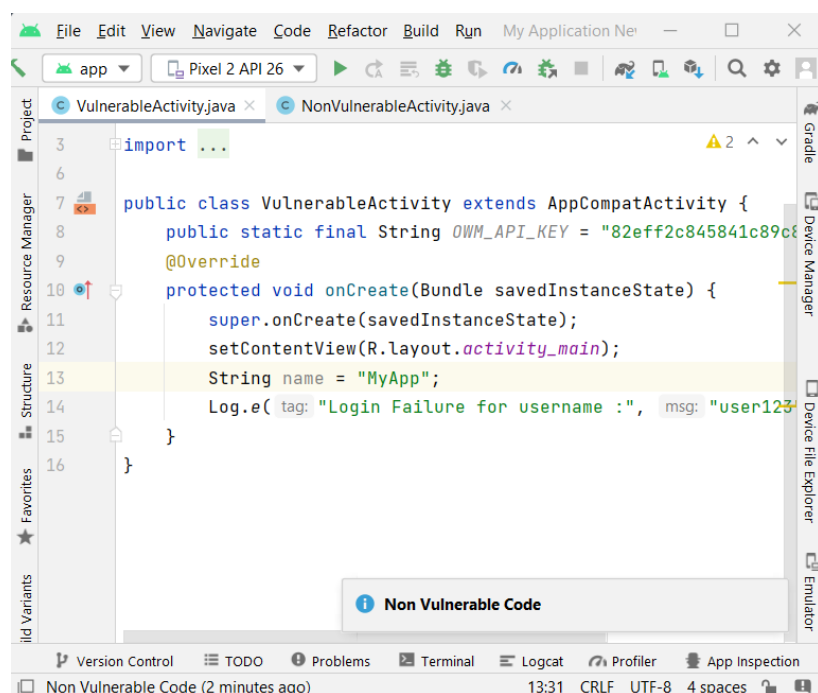 File Edit View Navigate Code Refactor Build Run My Application
app Pixel 2 API 26
VulnerableActivity.java NonVulnerableActivity.java
Project
Resource Manager
Structure
Favorites
Variants
3 import ... 2
6
7 public class VulnerableActivity extends AppCompatActivity {
8 public static final String OWM_API_KEY = "82eff2c845841c89c8
9 @Override
10 protected void onCreate(Bundle savedInstanceState) {
11 super.onCreate(savedInstanceState);
12 setContentView(R.layout.activity_main);
13 String name = "MyApp";
14 Log.e( tag: "Login Failure for username :", msg: "user123
15 }
16 }
Gradle
Device Manager
Device File Explorer
Emulator
Non Vulnerable Code
Version Control TODO Problems Terminal Logcat Profiler App Inspection
Non Vulnerable Code (2 minutes ago) 13:31 CRLF UTF-8 4 spaces